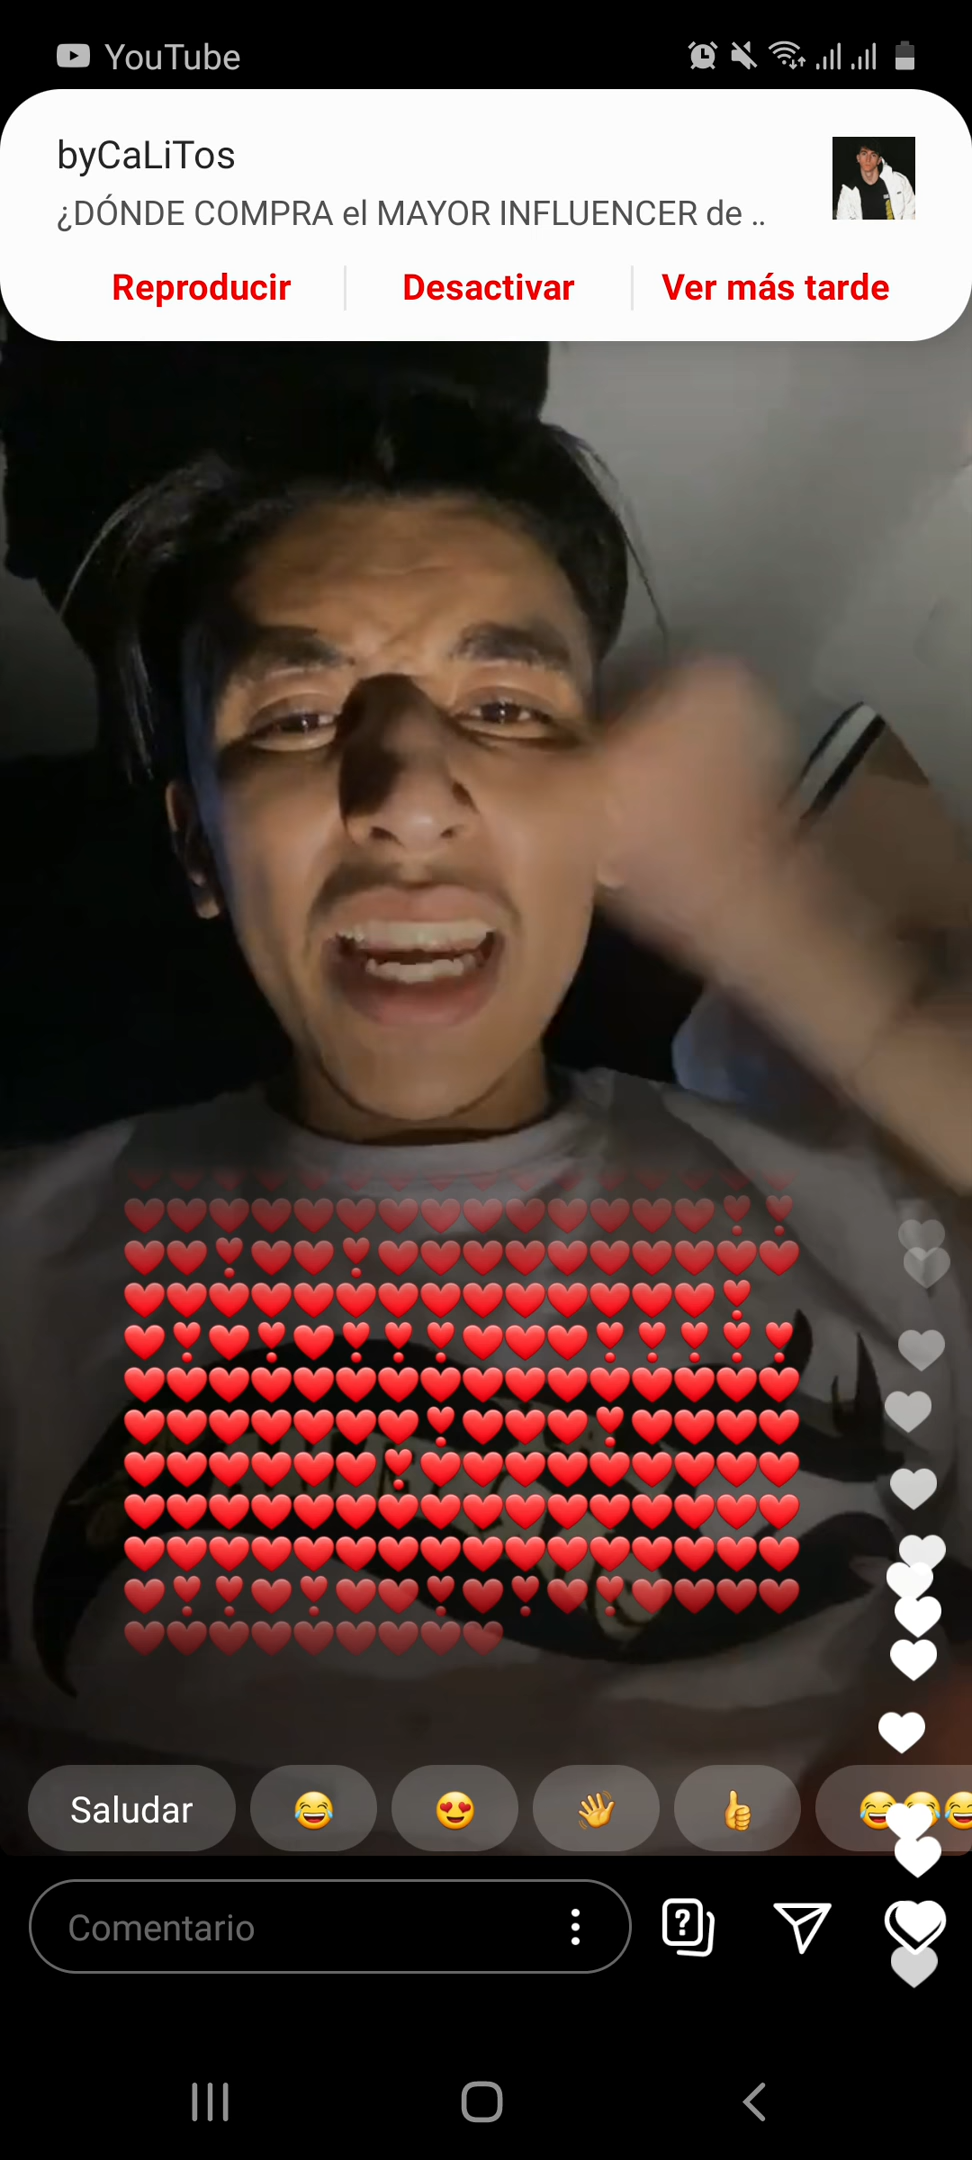 YouTube
byCaLiTos
¿DÓNDE COMPRA el MAYOR INFLUENCER de ..
Reproducir
Desactivar
Ver más tarde
Saludar
Comentario